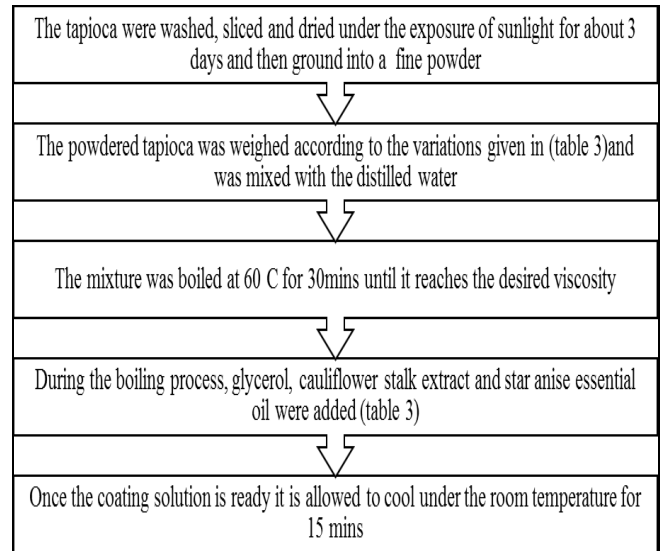 The tapioca were washed, sliced and dried under the exposure of sunlight for about 3
days and then ground into a fine powder
The powdered tapioca was weighed according to the variations given in (table 3)and
was mixed with the distilled water
The mixture was boiled at 60 C for 30mins until it reaches the desired viscosity
During the boiling process, glycerol, cauliflower stalk extract and star anise essential
oil were added (table 3)
Once the coating solution is ready it is allowed to cool under the room temperature for
15 mins